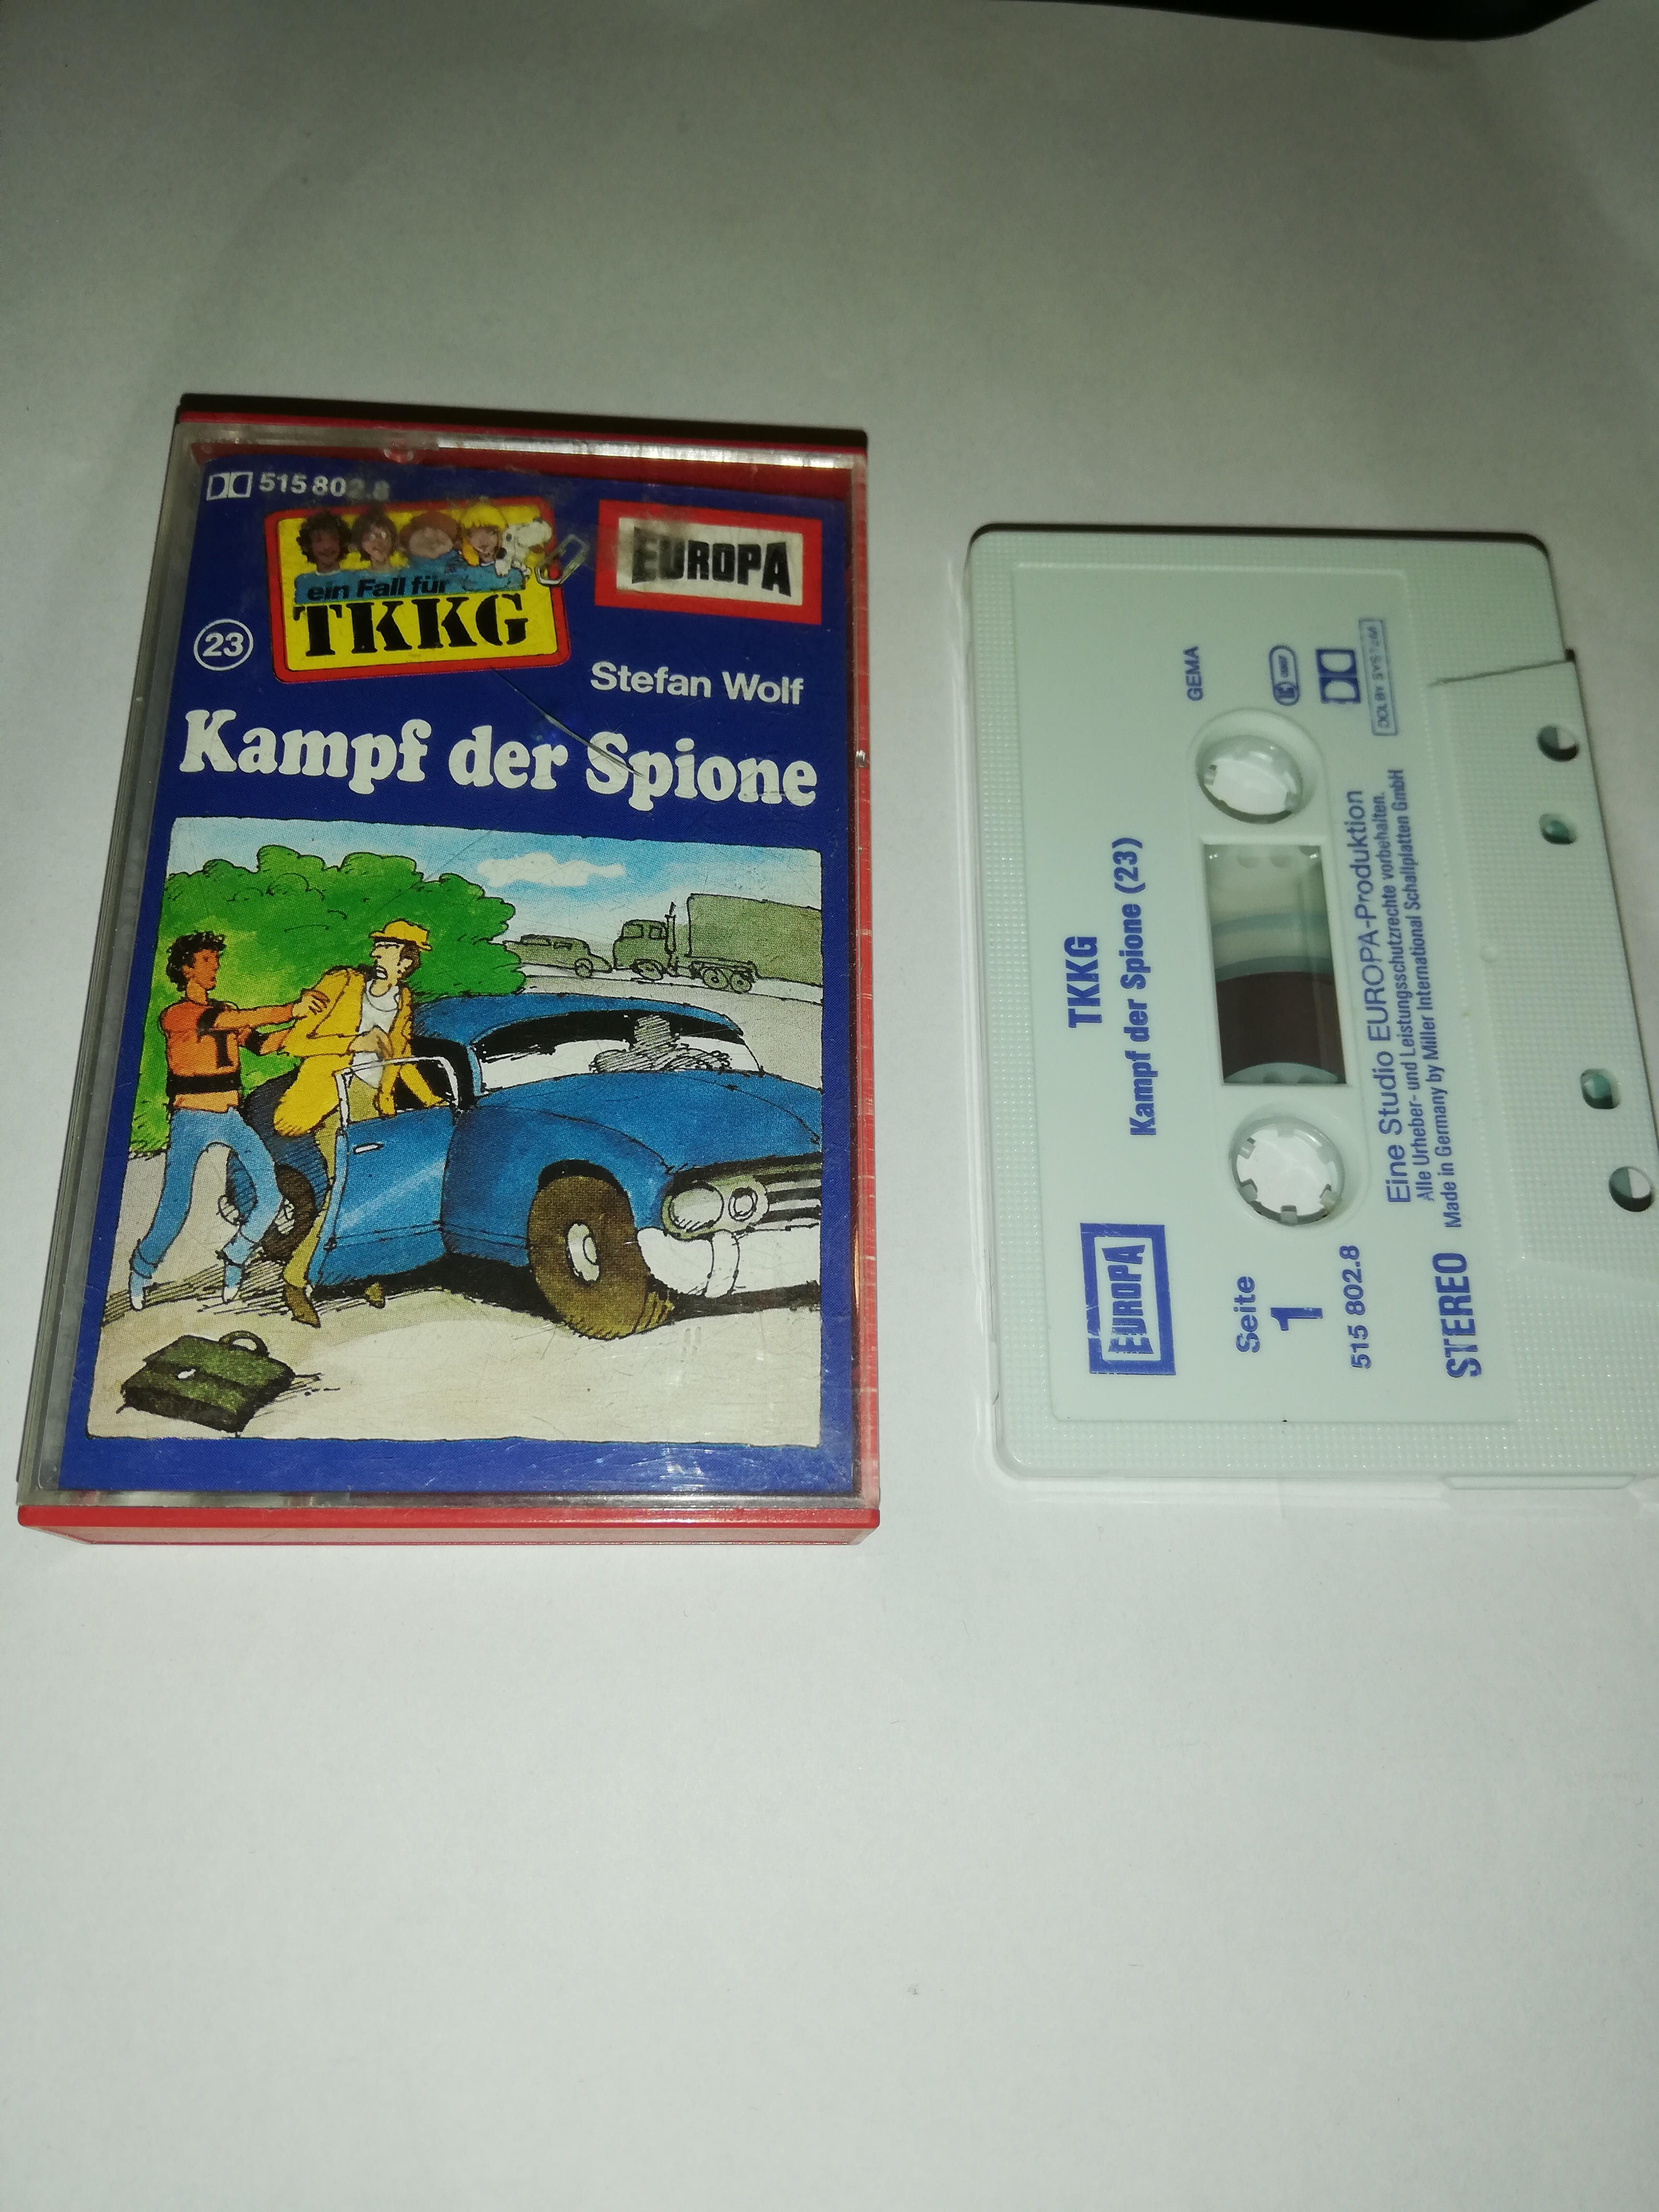 515 802.8
ein Fall für
TKKG
EUROPA
23
Stefan Wolf
Kampf der Spione
T
TKKG
Kampf der Spione (23)
EUROPA
GEMA
Seite
1
LC 0067
DOLBY SYSTEM
515 802.8
Eine Studio EUROPA-Produktion
Alle Urheber- und Leistungsschutzrechte vorbehalten.
Made in Germany by Miller International Schallplatten GmbH
STEREO